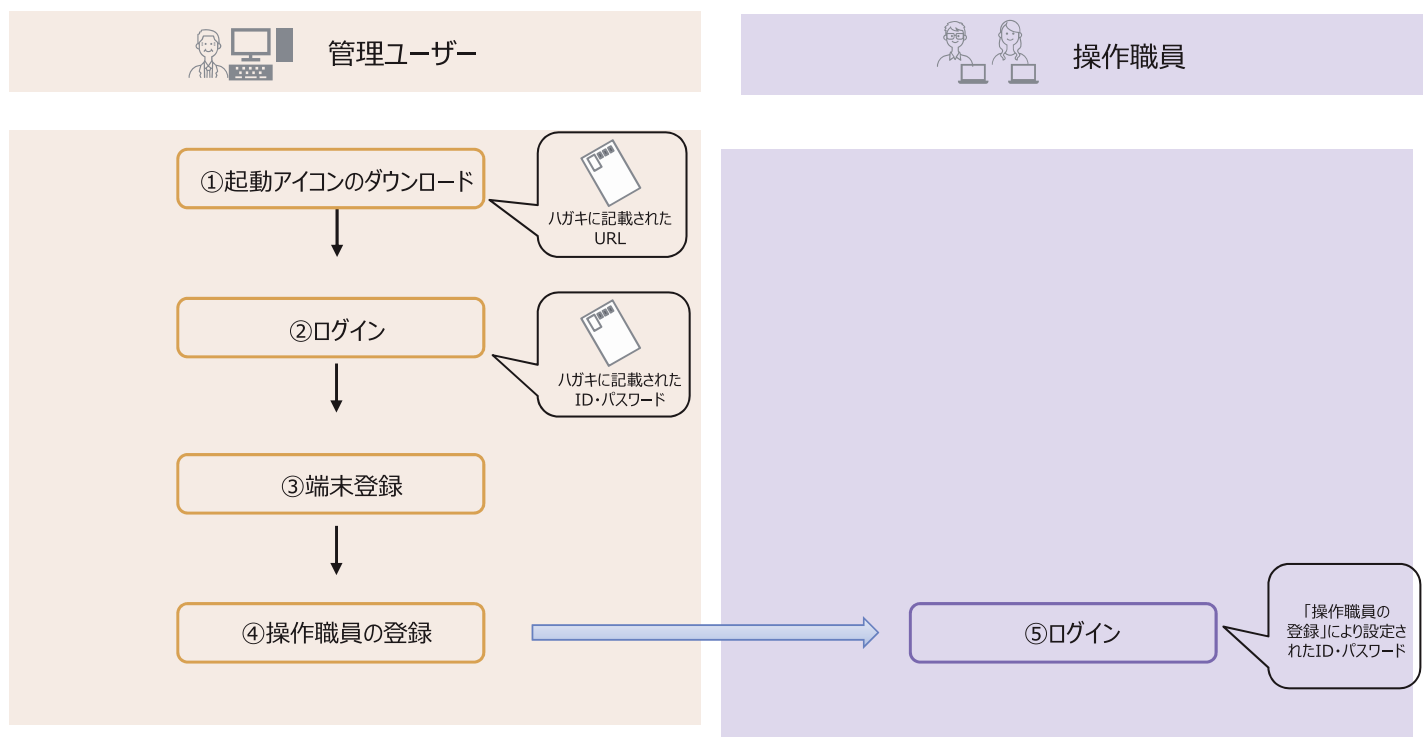 管理ユーザー
操作職員
①起動アイコンのダウンロード
ハガキに記載された
URL
②ログイン
ハガキに記載された
ID・パスワード
③端末登録
④操作職員の登録
⑤ログイン
「操作職員の
登録」により設定さ
れたID・パスワード